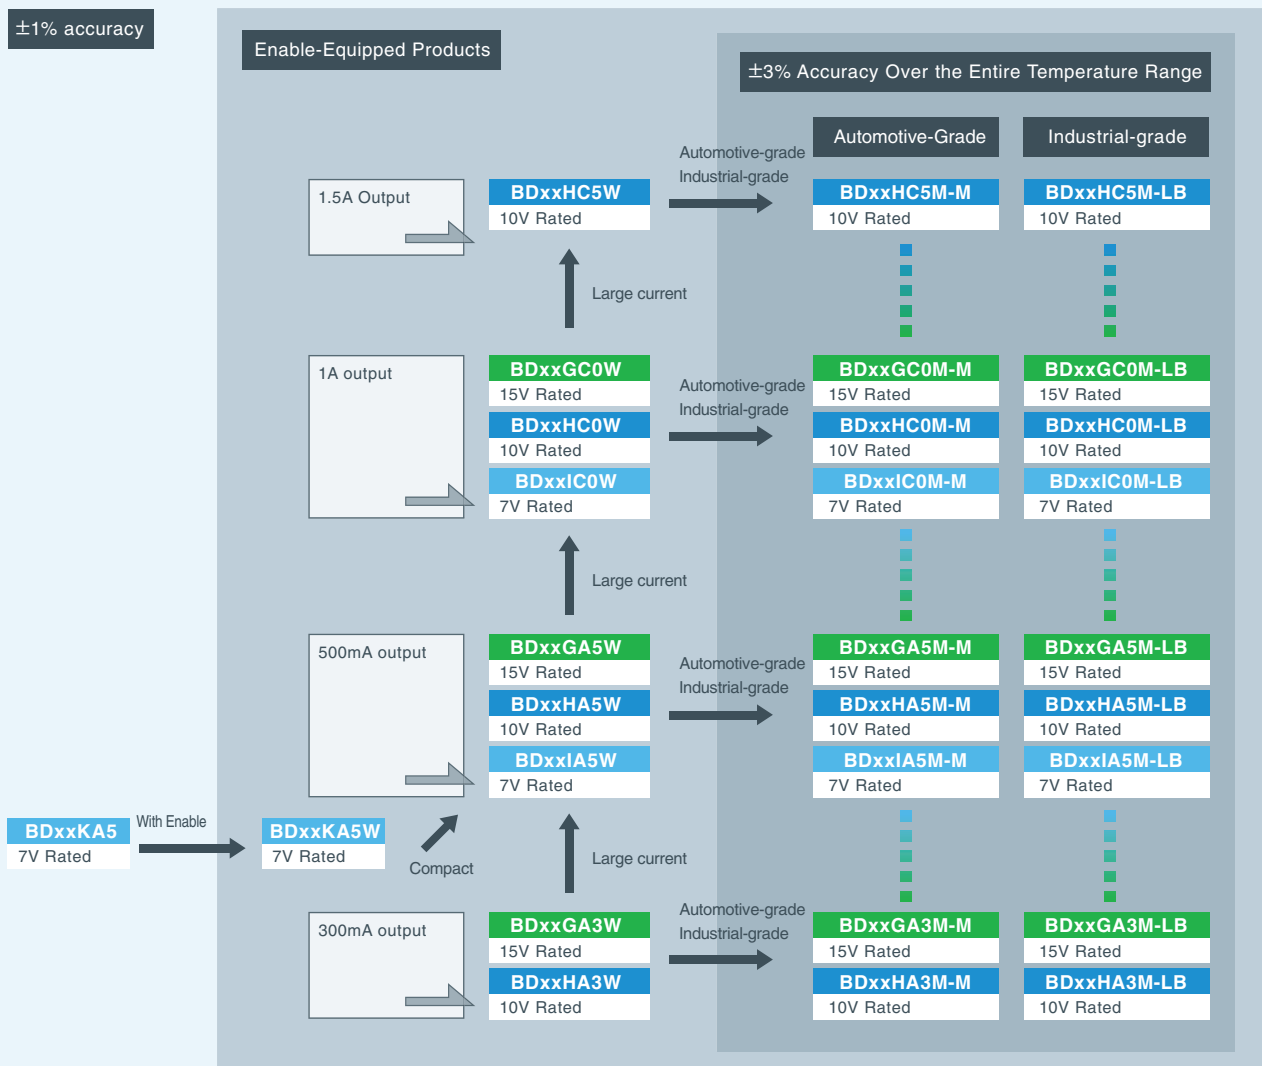 ±1% accuracy
Enable-Equipped Products
±3% Accuracy Over the Entire Temperature Range
Automotive-Grade
Industrial-grade
1.5A Output
BDxxHC5W
10V Rated
Automotive-grade
Industrial-grade
BDxxHC5M-M
10V Rated
BDxxHC5M-LB
10V Rated
Large current
1A output
BDxxGC0W
15V Rated
BDxxHC0W
10V Rated
BDxxIC0W
7V Rated
Automotive-grade
Industrial-grade
BDxxGC0M-M
15V Rated
BDxxHC0M-M
10V Rated
BDxxIC0M-M
7V Rated
BDxxGC0M-LB
15V Rated
BDxxHC0M-LB
10V Rated
BDxxIC0M-LB
7V Rated
Large current
500mA output
BDxxGA5W
15V Rated
BDxxHA5W
10V Rated
BDxxIA5W
7V Rated
Automotive-grade
Industrial-grade
BDxxGA5M-M
15V Rated
BDxxHA5M-M
10V Rated
BDxxIA5M-M
7V Rated
BDxxGA5M-LB
15V Rated
BDxxHA5M-LB
10V Rated
BDxxIA5M-LB
7V Rated
BDxxKA5
7V Rated
With Enable
BDxxKA5W
7V Rated
Compact
Large current
300mA output
BDxxGA3W
15V Rated
BDxxHA3W
10V Rated
Automotive-grade
Industrial-grade
BDxxGA3M-M
15V Rated
BDxxHA3M-M
10V Rated
BDxxGA3M-LB
15V Rated
BDxxHA3M-LB
10V Rated